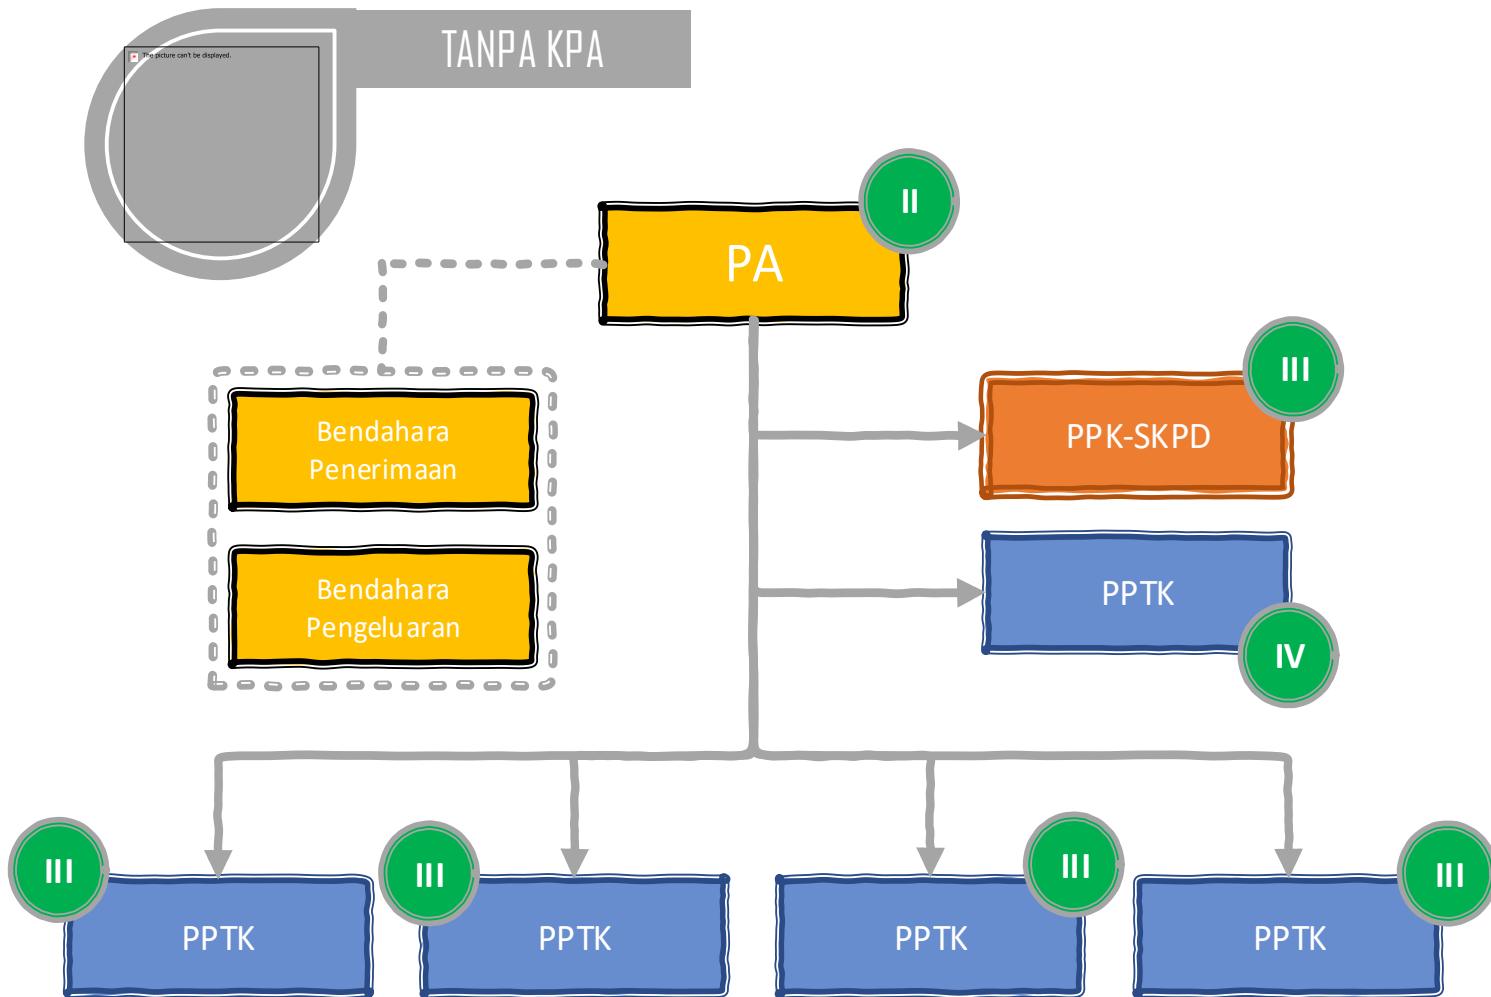 The picture can't be displayed.
TANPA KPA
II
PA
III
Bendahara
Penerimaan
PPK-SKPD
Bendahara
Pengeluaran
PPTK
IV
III
III
III
III
PPTK
PPTK
PPTK
PPTK